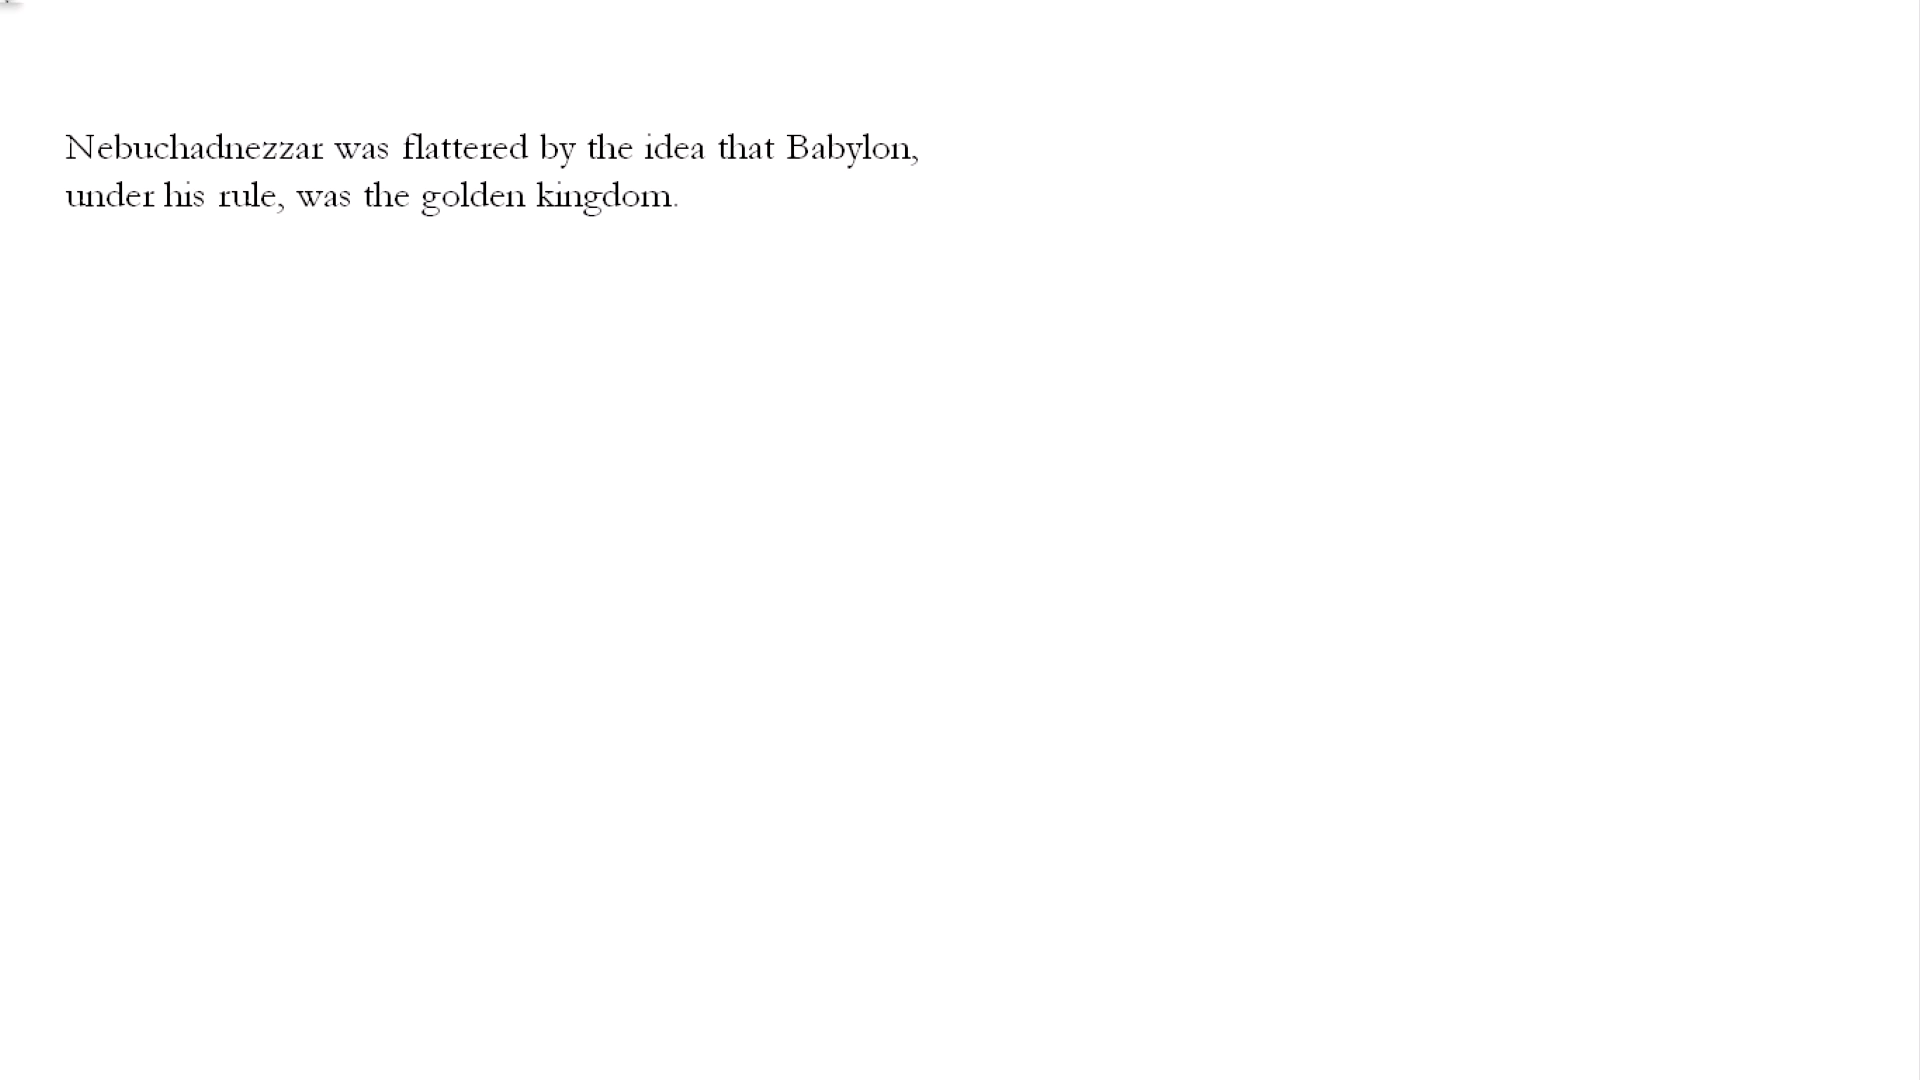 Nebuchadnezzar was flattered by the idea that Babylon,
under his rule, was the golden kingdom.